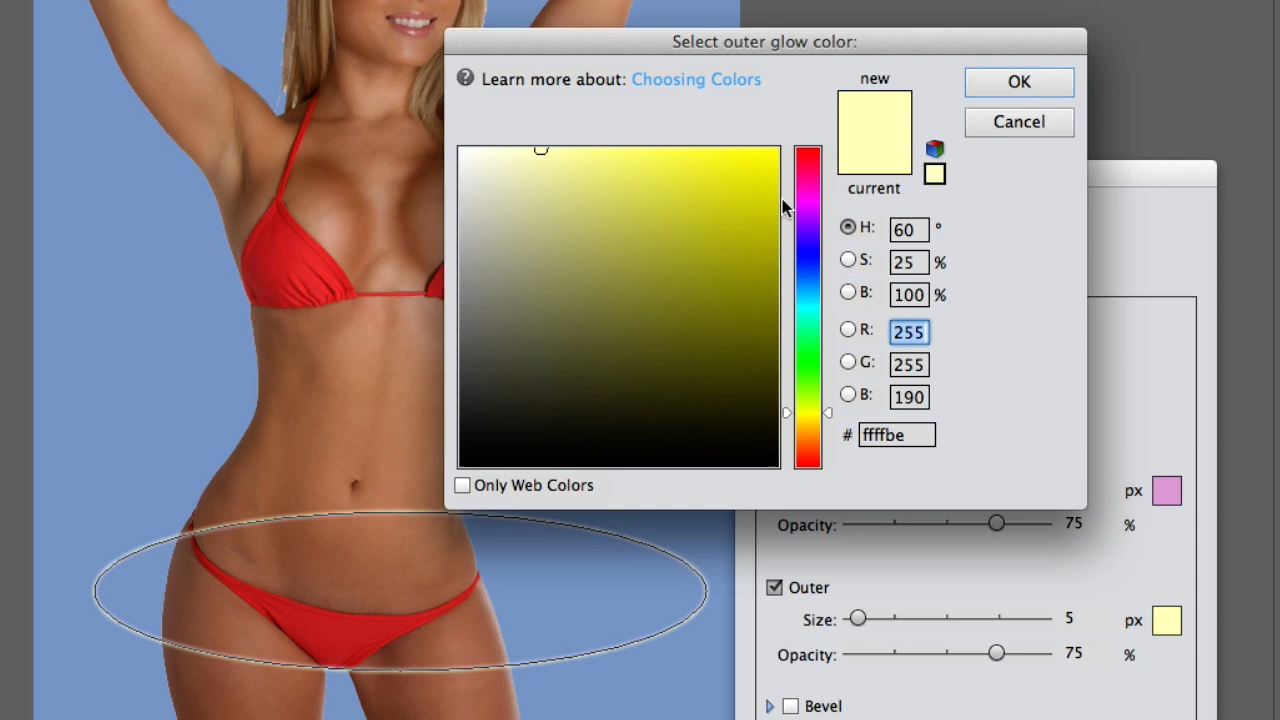 Select outer glow color:
Learn more about: Choosing Colors
new
OK
Cancel
current
H: 60 °
S: 25 %
B: 100 %
R: 255
G: 255
B: 190
# ffffbe
Only Web Colors
px
Opacity: 75 %
Outer
Size: 5 px
Opacity: 75 %
Bevel